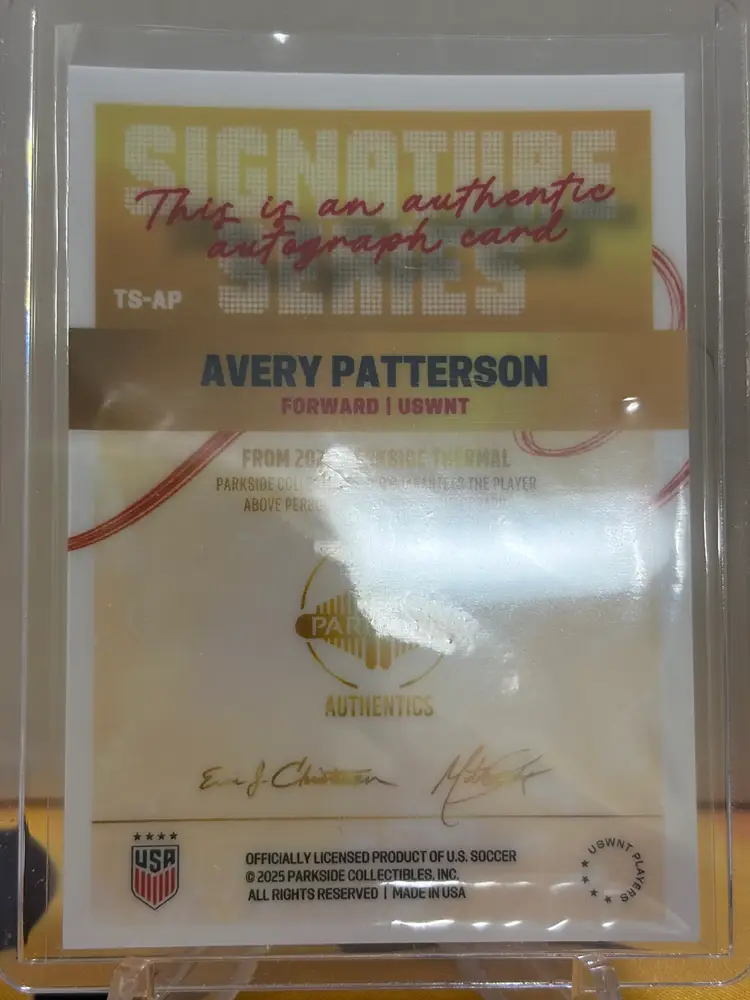 SIGNATURE
This is an authentic
autograph card
SERIES
TS-AP
AVERY PATTERSON
FORWARD | USWNT
FROM THERMAL
PARKSIDE THE PLAYER
ABOVE
AUTHENTICS
USA
OFFICIALLY LICENSED PRODUCT OF U.S. SOCCER
© 2025 PARKSIDE COLLECTIBLES, INC.
ALL RIGHTS RESERVED | MADE IN USA
USWNT PLAYERS